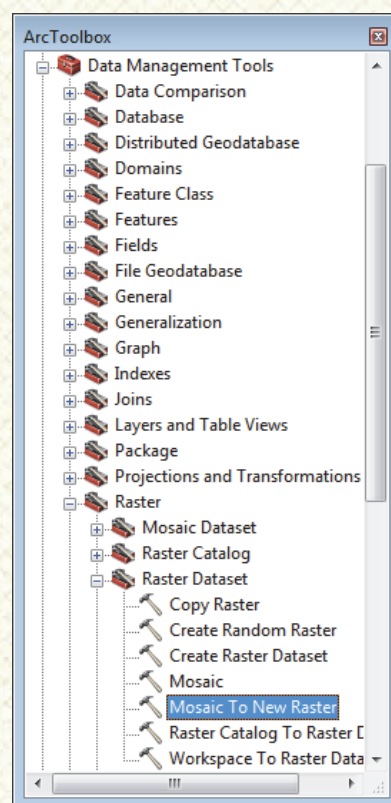 ArcToolbox
Data Management Tools
Data Comparison
Database
Distributed Geodatabase
Domains
Feature Class
Features
Fields
File Geodatabase
General
Generalization
Graph
Indexes
Joins
Layers and Table Views
Package
Projections and Transformations
Raster
Mosaic Dataset
Raster Catalog
Raster Dataset
Copy Raster
Create Random Raster
Create Raster Dataset
Mosaic
Mosaic To New Raster
Raster Catalog To Raster D
Workspace To Raster Data